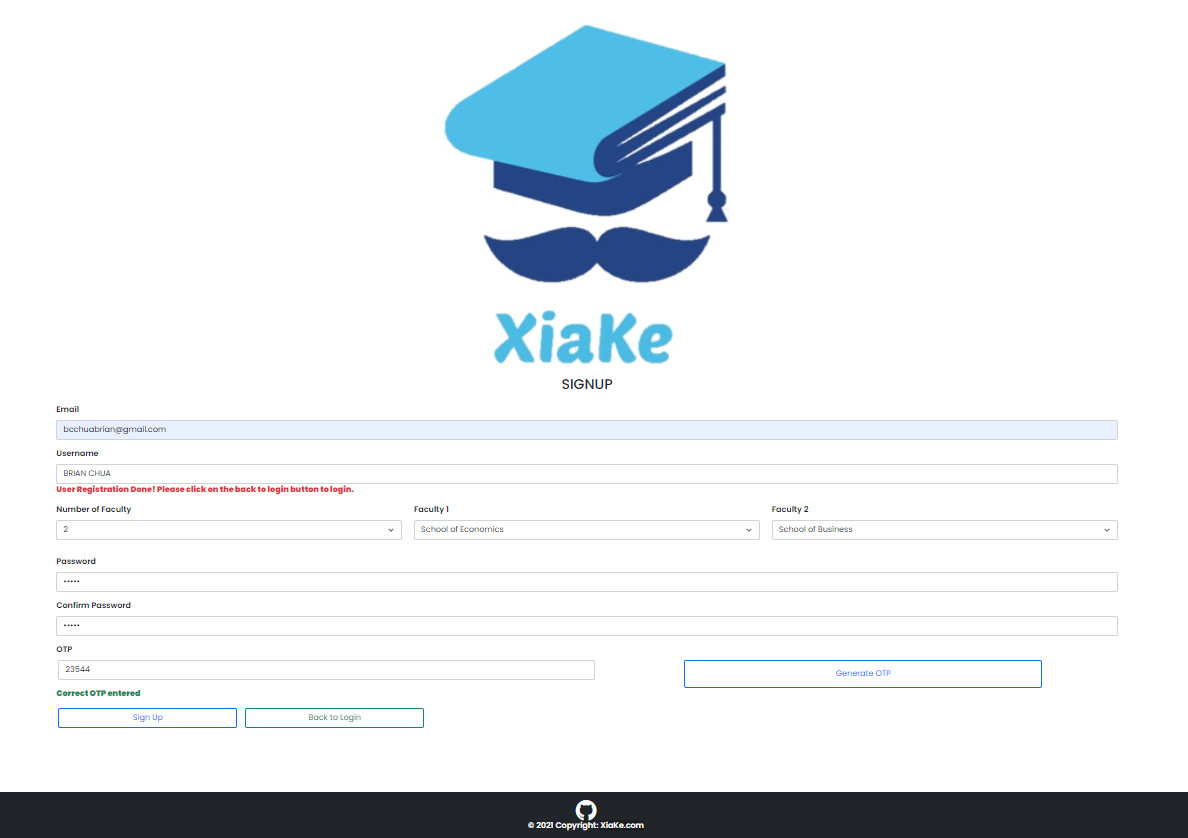 XiaKe
SIGNUP
Email
bcchuabrian@gmail.com
Username
BRIAN CHUA
User Registration Done! Please click on the back to login button to login.
Number of Faculty
Faculty 1
Faculty 2
2
School of Economics
School of Business
Password
•••••
Confirm Password
•••••
OTP
23544
Generate OTP
Correct OTP entered
Sign Up
Back to Login
© 2021 Copyright: XiaKe.com